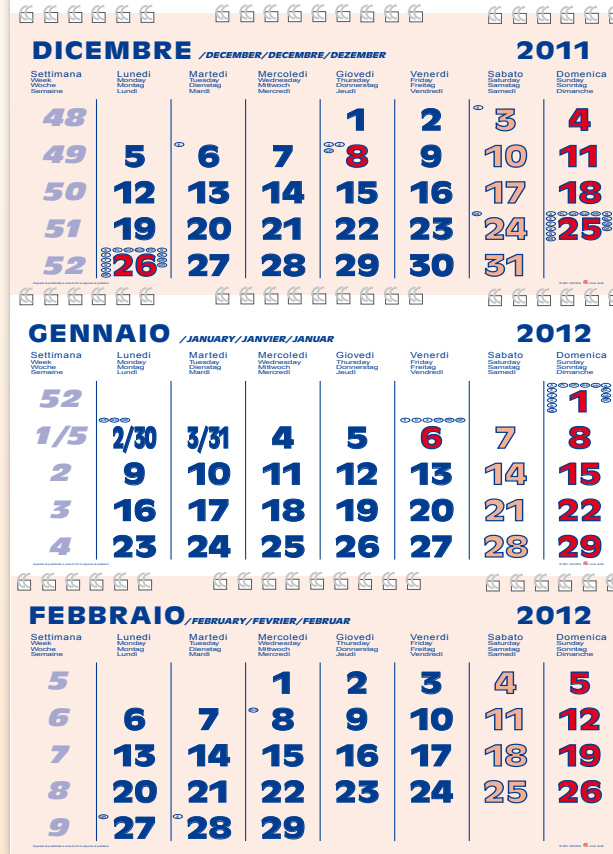 DICEMBRE /DECEMBER/DECEMBRE/DEZEMBER 2011
Settimana Lunedì Martedì Mercoledì Giovedì Venerdì Sabato Domenica
Week Monday Tuesday Wednesday Thursday Friday Saturday Sunday
Woche Montag Dienstag Mittwoch Donnerstag Freitag Samstag Sonntag
Semaine Lundi Mardi Mercredi Jeudi Vendredi Samedi Dimanche
48 1 2 3 4
49 5 6 7 8 9 10 11
50 12 13 14 15 16 17 18
51 19 20 21 22 23 24 25
52 26 27 28 29 30 31
GENNAIO /JANUARY/JANVIER/JANUAR 2012
Settimana Lunedì Martedì Mercoledì Giovedì Venerdì Sabato Domenica
Week Monday Tuesday Wednesday Thursday Friday Saturday Sunday
Woche Montag Dienstag Mittwoch Donnerstag Freitag Samstag Sonntag
Semaine Lundi Mardi Mercredi Jeudi Vendredi Samedi Dimanche
52 1
1/5 2/30 3/31 4 5 6 7 8
2 9 10 11 12 13 14 15
3 16 17 18 19 20 21 22
4 23 24 25 26 27 28 29
FEBBRAIO /FEBRUARY/FEVRIER/FEBRUAR 2012
Settimana Lunedì Martedì Mercoledì Giovedì Venerdì Sabato Domenica
Week Monday Tuesday Wednesday Thursday Friday Saturday Sunday
Woche Montag Dienstag Mittwoch Donnerstag Freitag Samstag Sonntag
Semaine Lundi Mardi Mercredi Jeudi Vendredi Samedi Dimanche
5 1 2 3 4 5
6 6 7 8 9 10 11 12
7 13 14 15 16 17 18 19
8 20 21 22 23 24 25 26
9 27 28 29